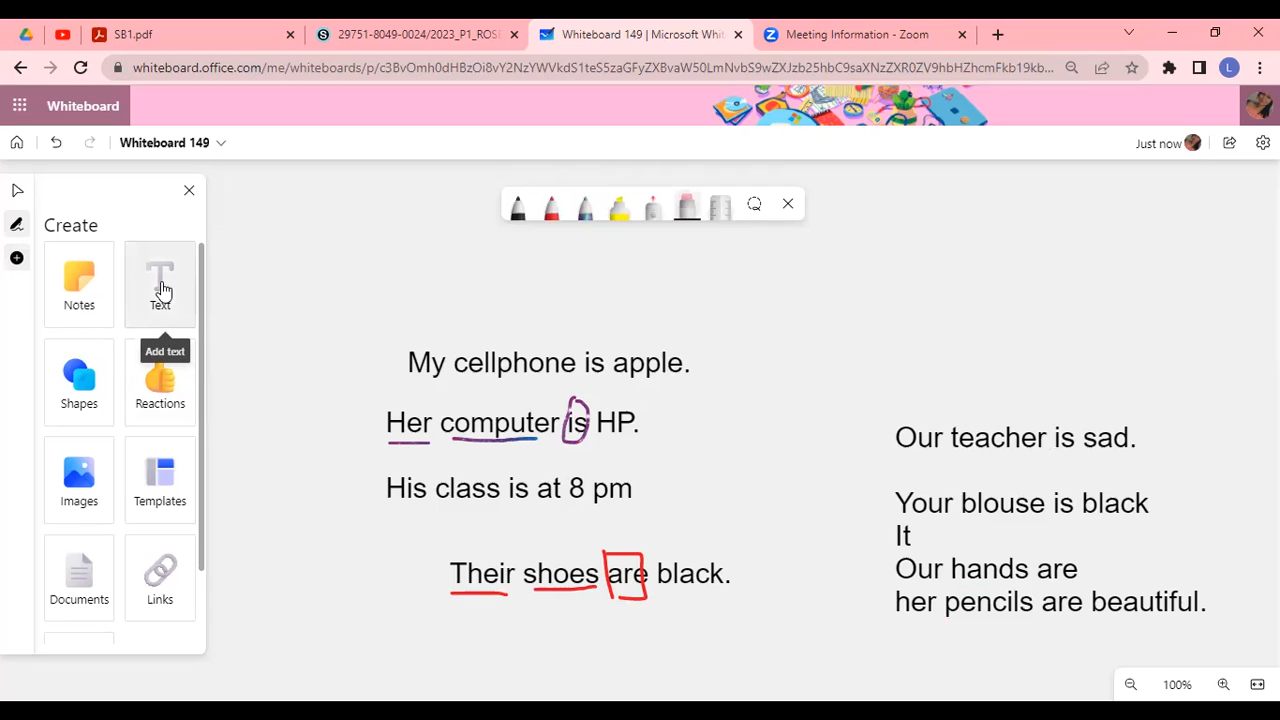 SB1.pdf
29751-8049-0024/2023_P1_ROS
Whiteboard 149 | Microsoft Whit
Meeting Information - Zoom
L
Whiteboard
Whiteboard 149
Just now
Create
Notes
Text
Add text
Shapes
Reactions
Images
Templates
Documents
Links
My cellphone is apple.
Her computer is HP.
His class is at 8 pm
Their shoes are black.
Our teacher is sad.
Your blouse is black
It
Our hands are
her pencils are beautiful.
100%